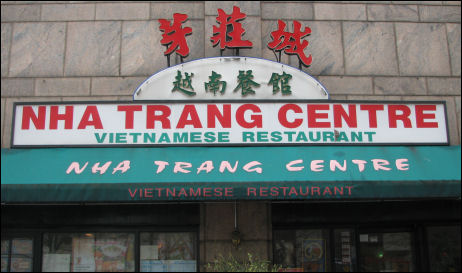 芽莊城
越南餐館
NHA TRANG CENTRE
VIETNAMESE RESTAURANT
NHA TRANG CENTRE
VIETNAMESE RESTAURANT